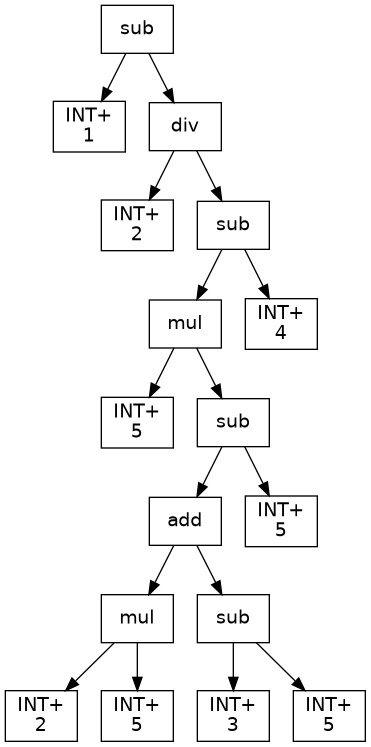 sub
INT+
1
div
INT+
2
sub
mul
INT+
4
INT+
5
sub
add
INT+
5
mul
sub
INT+
2
INT+
5
INT+
3
INT+
5